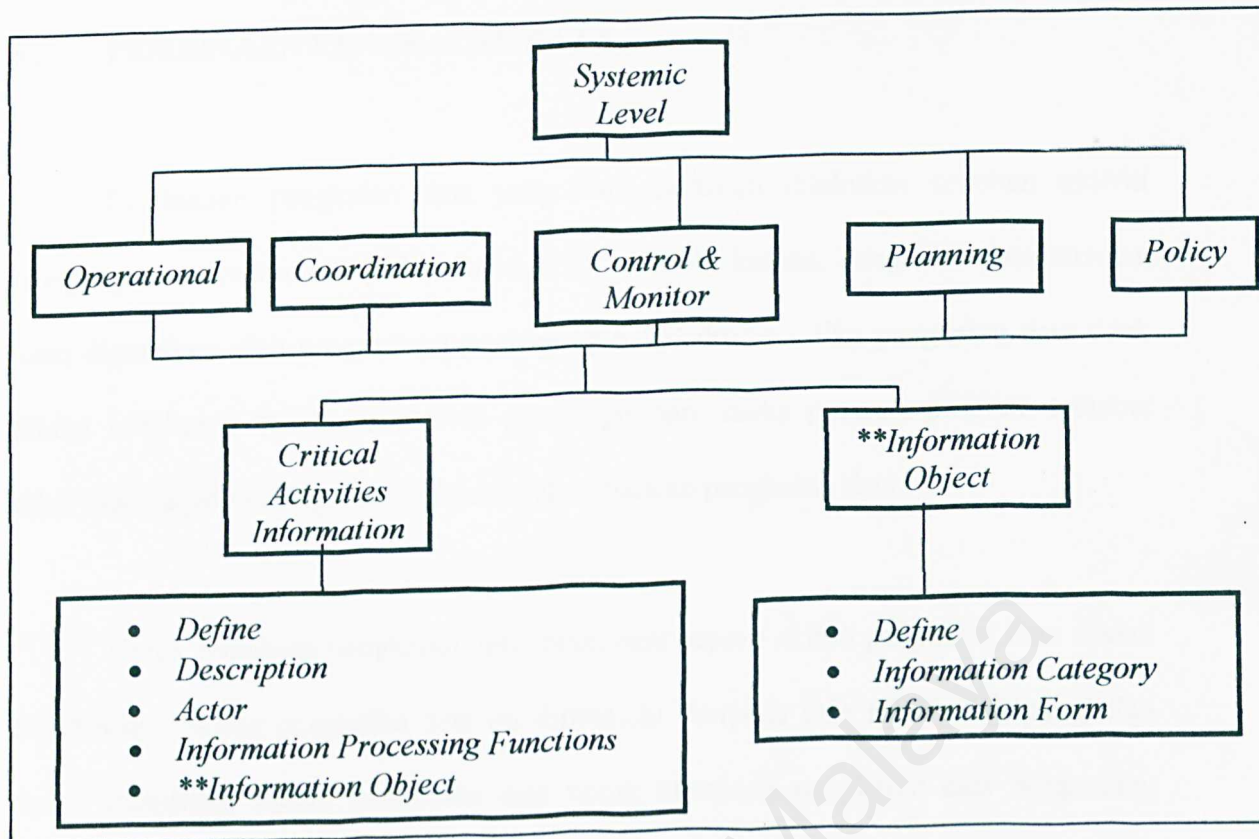 Systemic
Level
Operational
Coordination
Control &
Monitor
Planning
Policy
Critical
Activities
Information
**Information
Object
• Define
• Description
• Actor
• Information Processing Functions
• **Information Object
• Define
• Information Category
• Information Form
Malaya